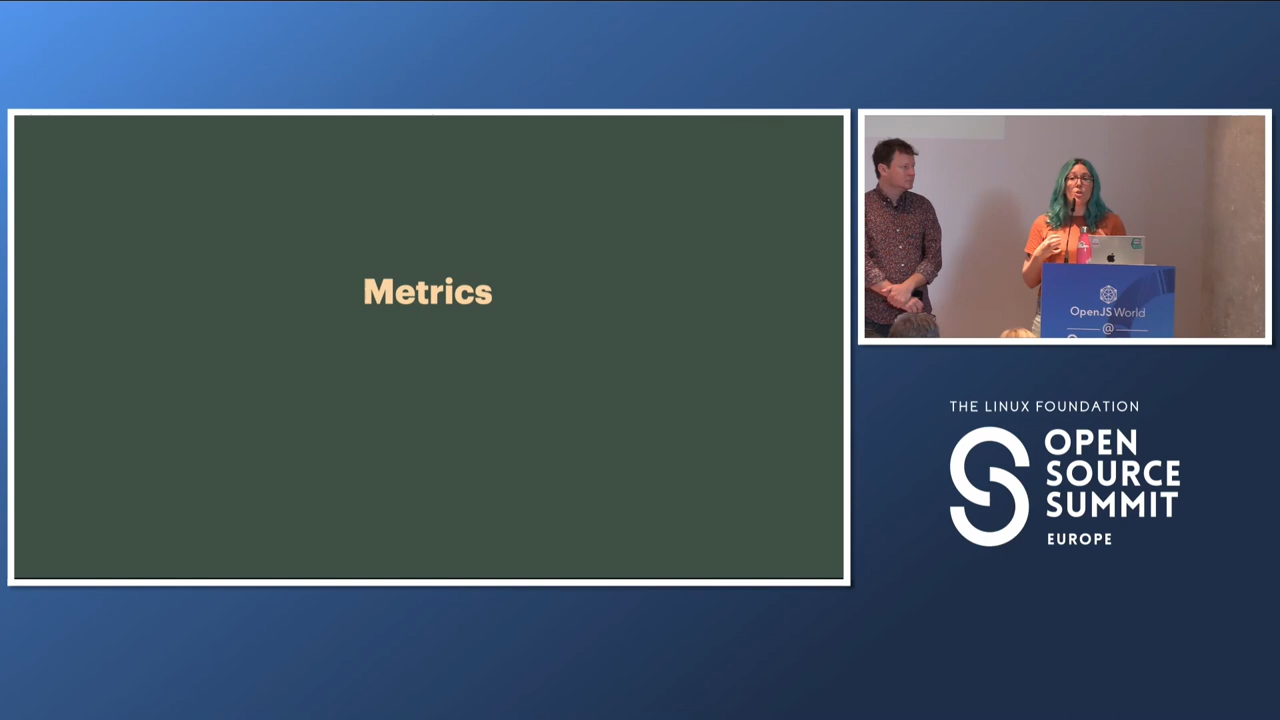 Metrics
OpenJS World
@
THE LINUX FOUNDATION
OPEN
SOURCE
SUMMIT
EUROPE